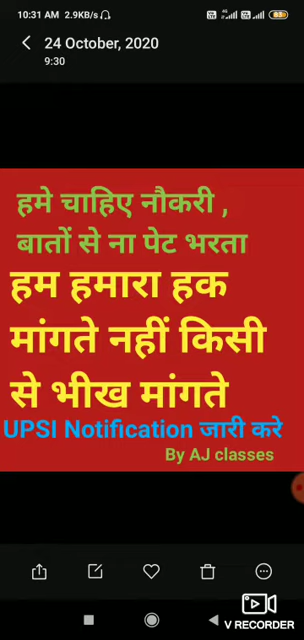 10:31 AM 2.9KB/s
63
24 October, 2020
9:30
हमे चाहिए नौकरी ,
बातों से ना पेट भरता
हम हमारा हक
मांगते नहीं किसी
से भीख मांगते
UPSI Notification जारी करे
By AJ classes
V RECORDER